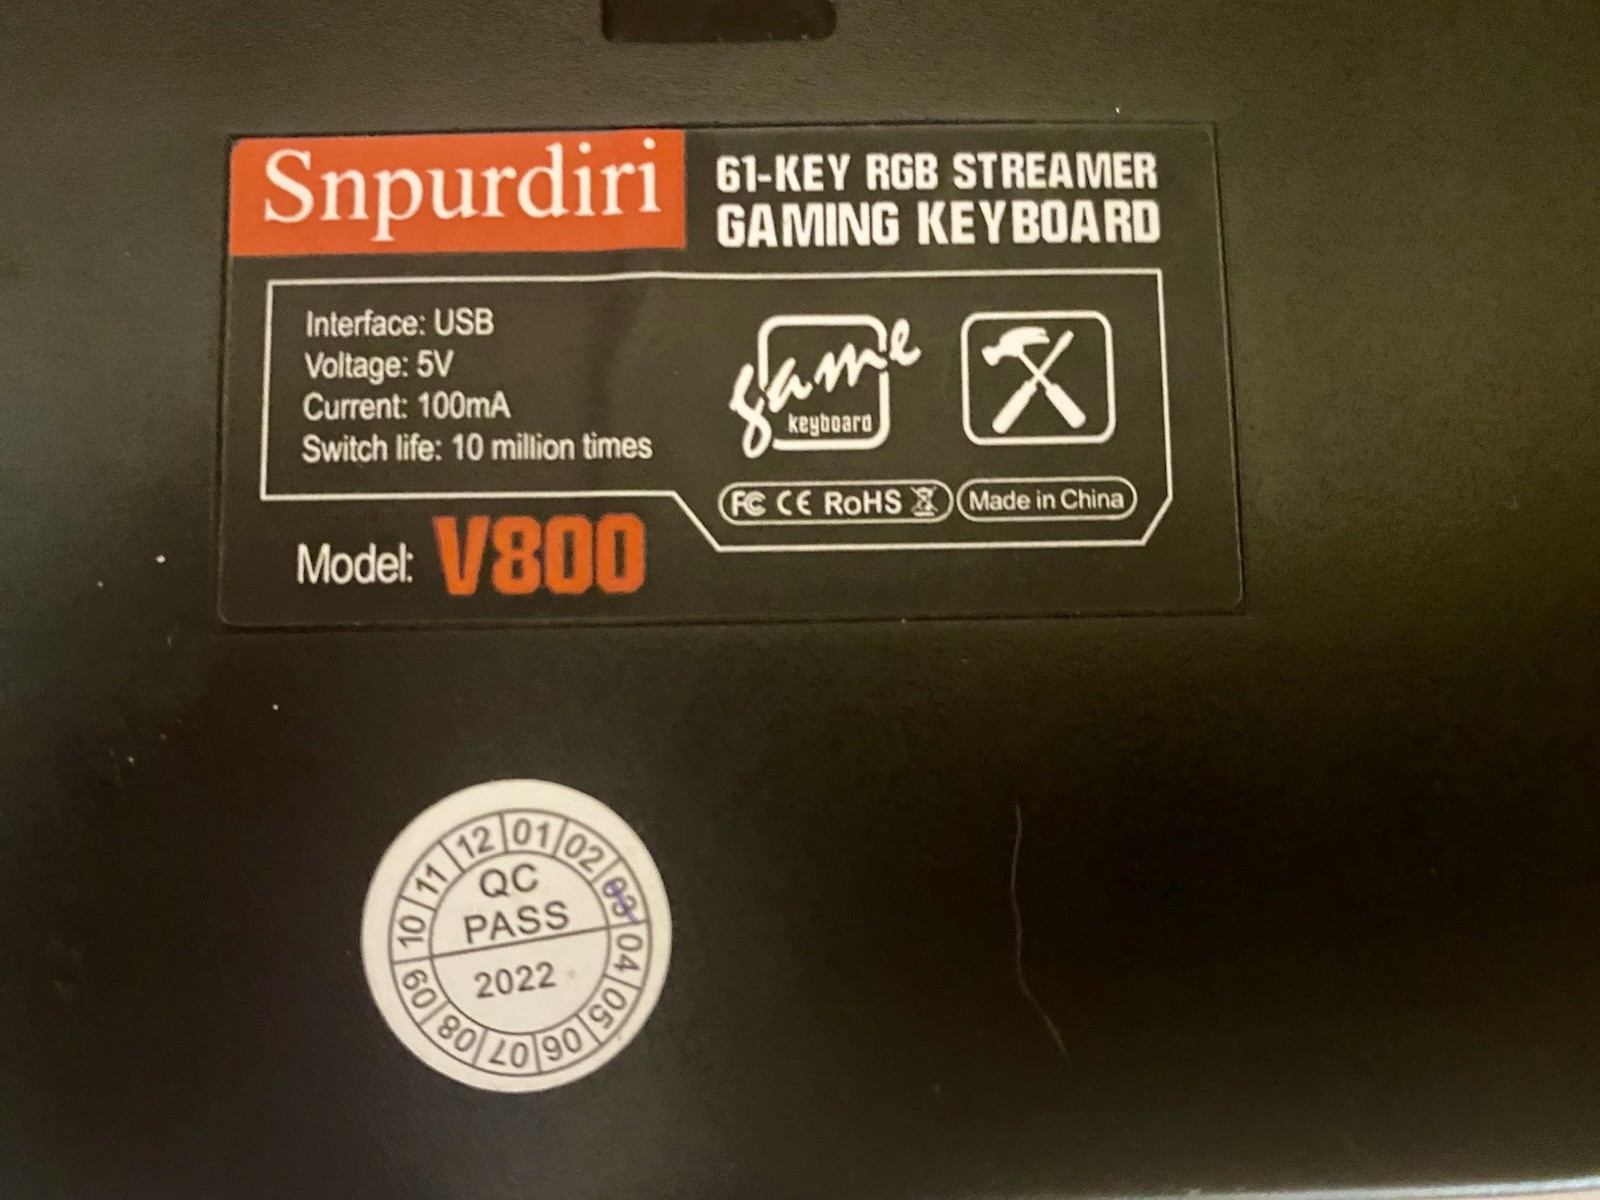 Snpurdiri
61-KEY RGB STREAMER
GAMING KEYBOARD
Interface: USB
Voltage: 5V
Current: 100mA
Switch life: 10 million times
game
keyboard
FC CE RoHS
Made in China
Model: V800
01 02 03 04 05 06 07 08 09 10 11 12
QC
PASS
2022